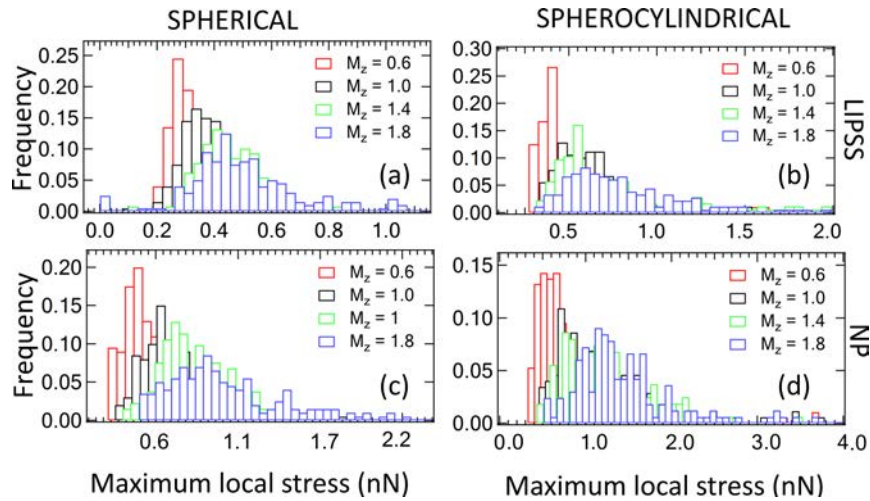 SPHERICAL
SPHEROCYLINDRICAL
Frequency
0.25
0.20
0.15
0.10
0.05
0.00
M_z = 0.6
M_z = 1.0
M_z = 1.4
M_z = 1.8
(a)
0.0 0.2 0.4 0.6 0.8 1.0
0.30
0.25
0.20
0.15
0.10
0.05
0.00
M_z = 0.6
M_z = 1.0
M_z = 1.4
M_z = 1.8
(b)
0.5 1.0 1.5 2.0
LIPSS
Frequency
0.20
0.15
0.10
0.05
0.00
M_z = 0.6
M_z = 1.0
M_z = 1
M_z = 1.8
(c)
0.6 1.1 1.7 2.2
Maximum local stress (nN)
0.15
0.10
0.05
0.00
M_z = 0.6
M_z = 1.0
M_z = 1.4
M_z = 1.8
(d)
0.0 1.0 2.0 3.0 4.0
Maximum local stress (nN)
NP